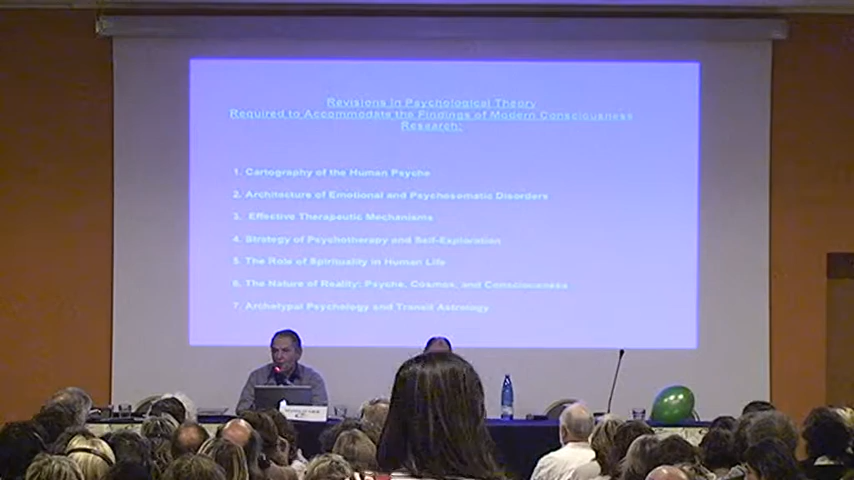 Revisions in Psychological Theory
Required to Accommodate the Findings of Modern Consciousness
Research:
1. Cartography of the Human Psyche
2. Architecture of Emotional and Psychosomatic Disorders
3. Effective Therapeutic Mechanisms
4. Strategy of Psychotherapy and Self-Exploration
5. The Role of Spirituality in Human Life
6. The Nature of Reality: Psyche, Cosmos, and Consciousness
7. Archetypal Psychology and Transit Astrology